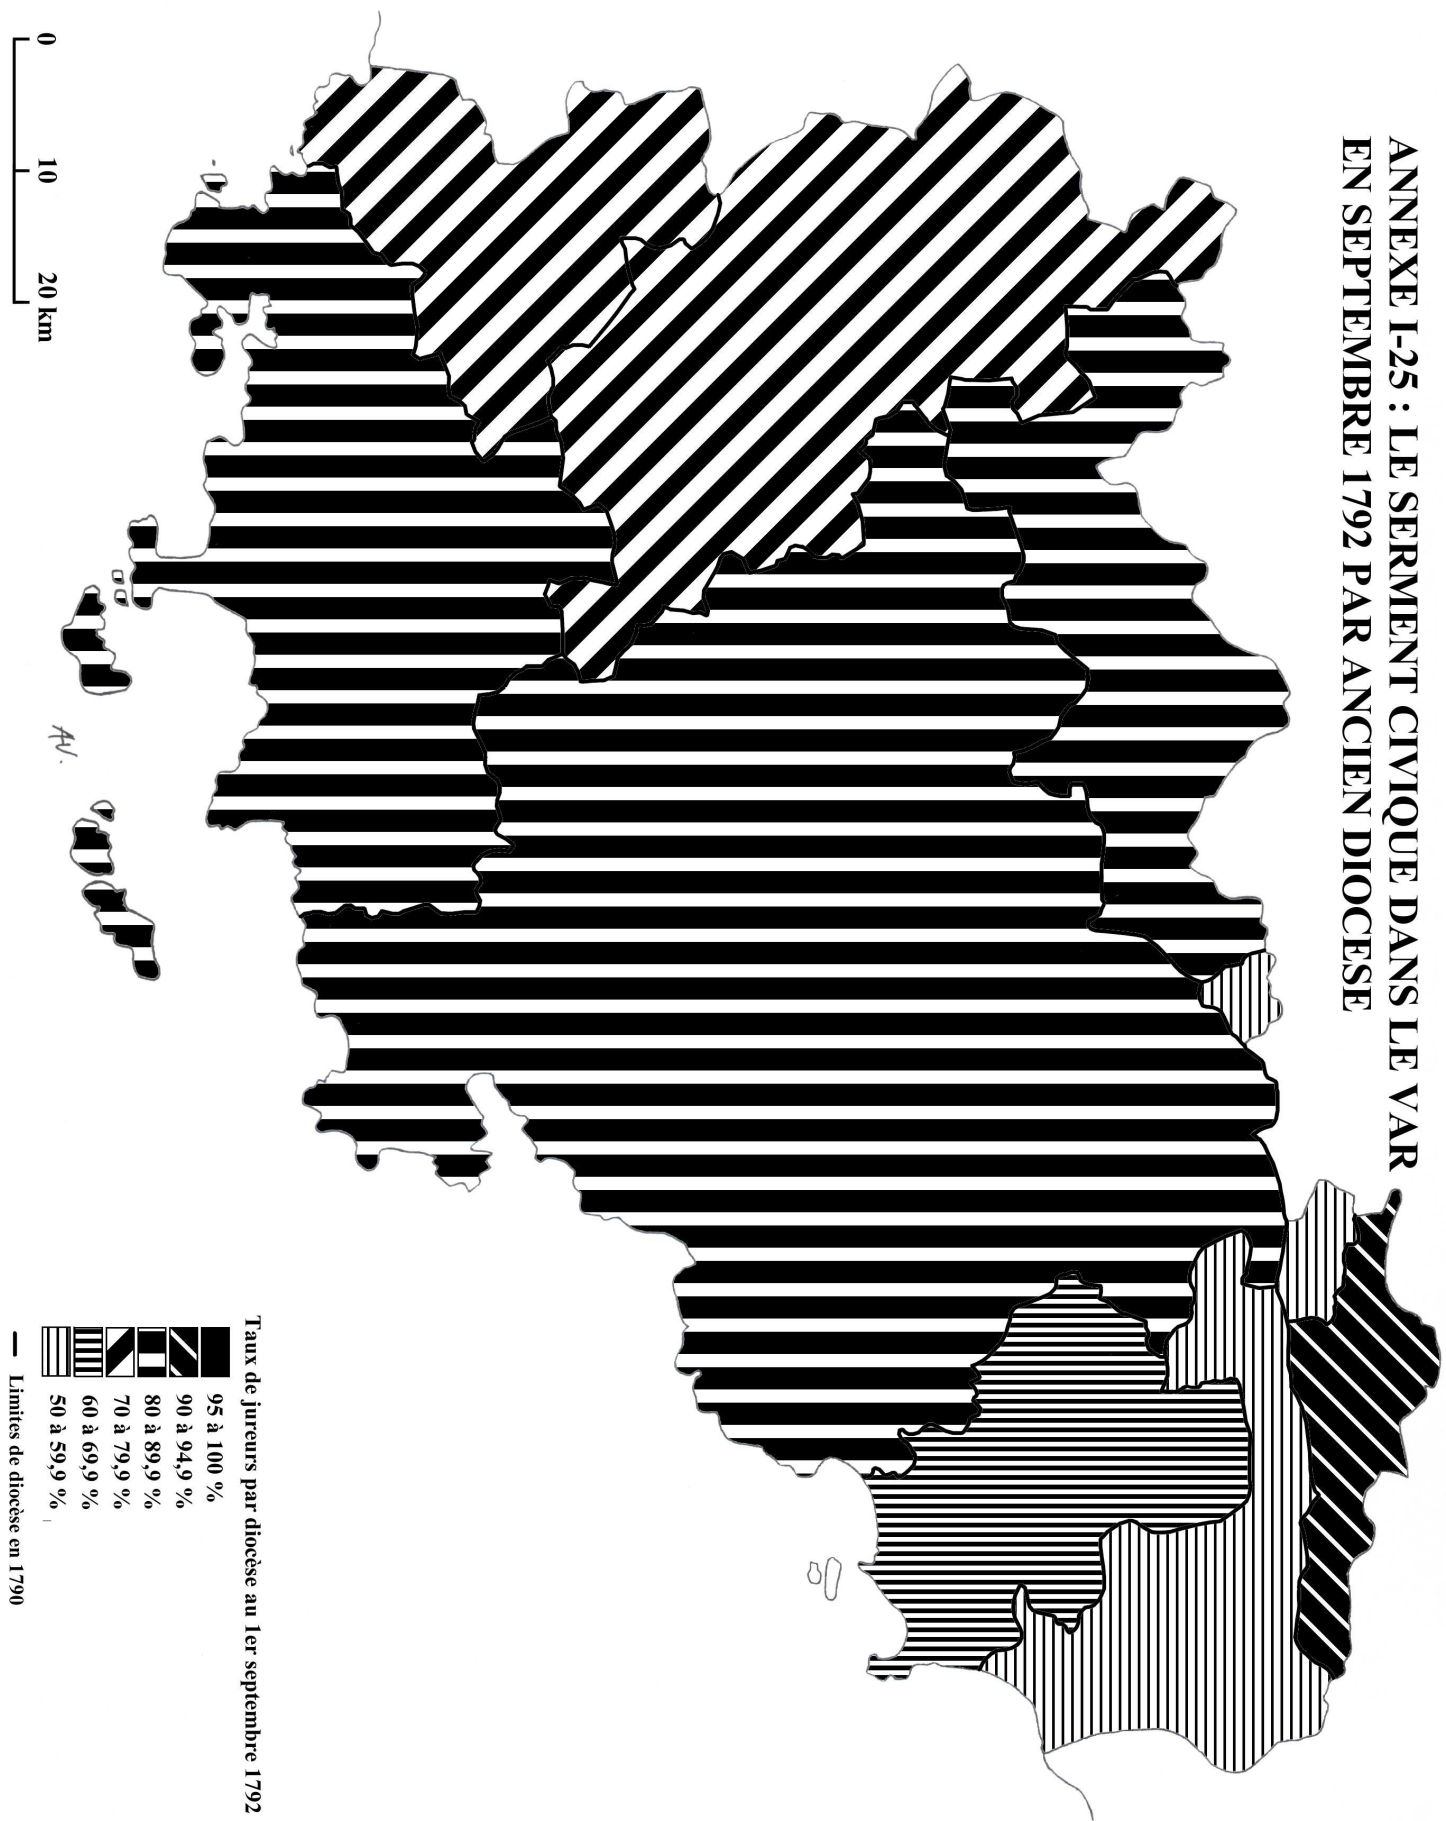 ANNEXE I-25 : LE SERMENT CIVIQUE DANS LE VAR
EN SEPTEMBRE 1792 PAR ANCIEN DIOCESE
Taux de jureurs par diocèse au 1er septembre 1792
95 à 100 %
90 à 94,9 %
80 à 89,9 %
70 à 79,9 %
60 à 69,9 %
50 à 59,9 %
Limites de diocèse en 1790
0 10 20 km
AV.